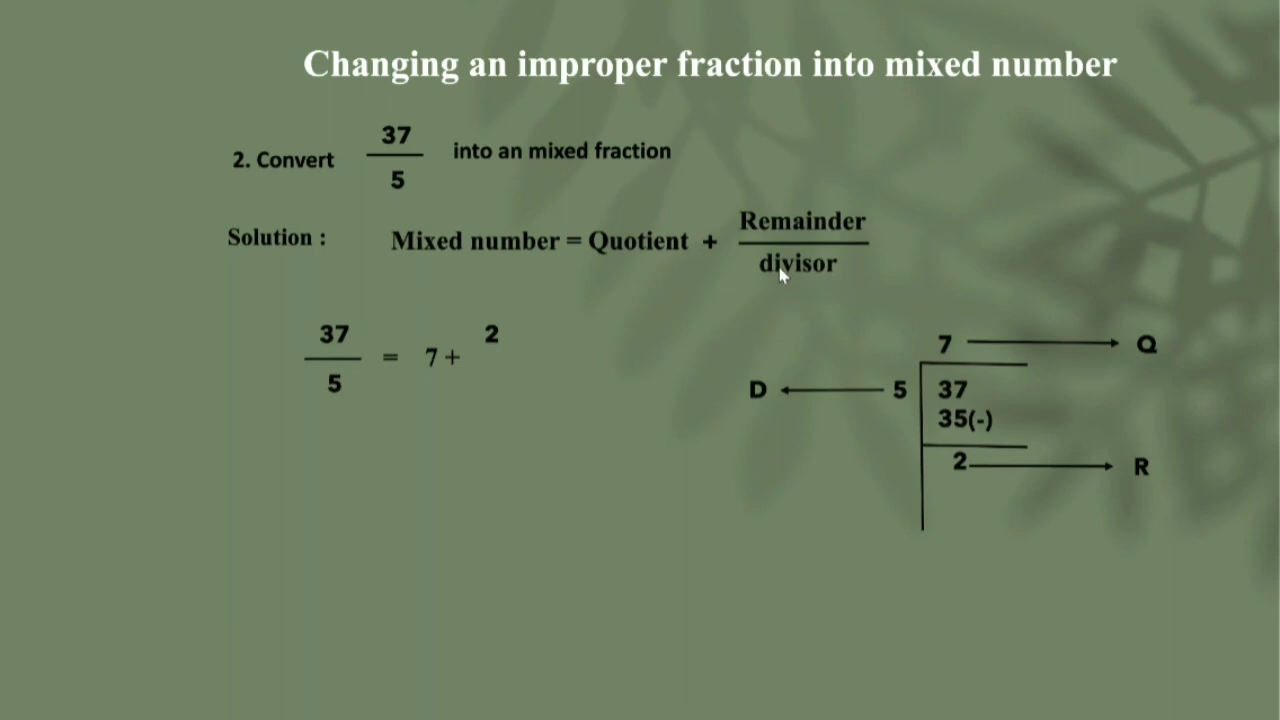 Changing an improper fraction into mixed number
2. Convert 37/5 into an mixed fraction
Solution : Mixed number = Quotient + Remainder/divisor
37/5 = 7 + 2
7 Q
D 5 37
35(-)
2 R